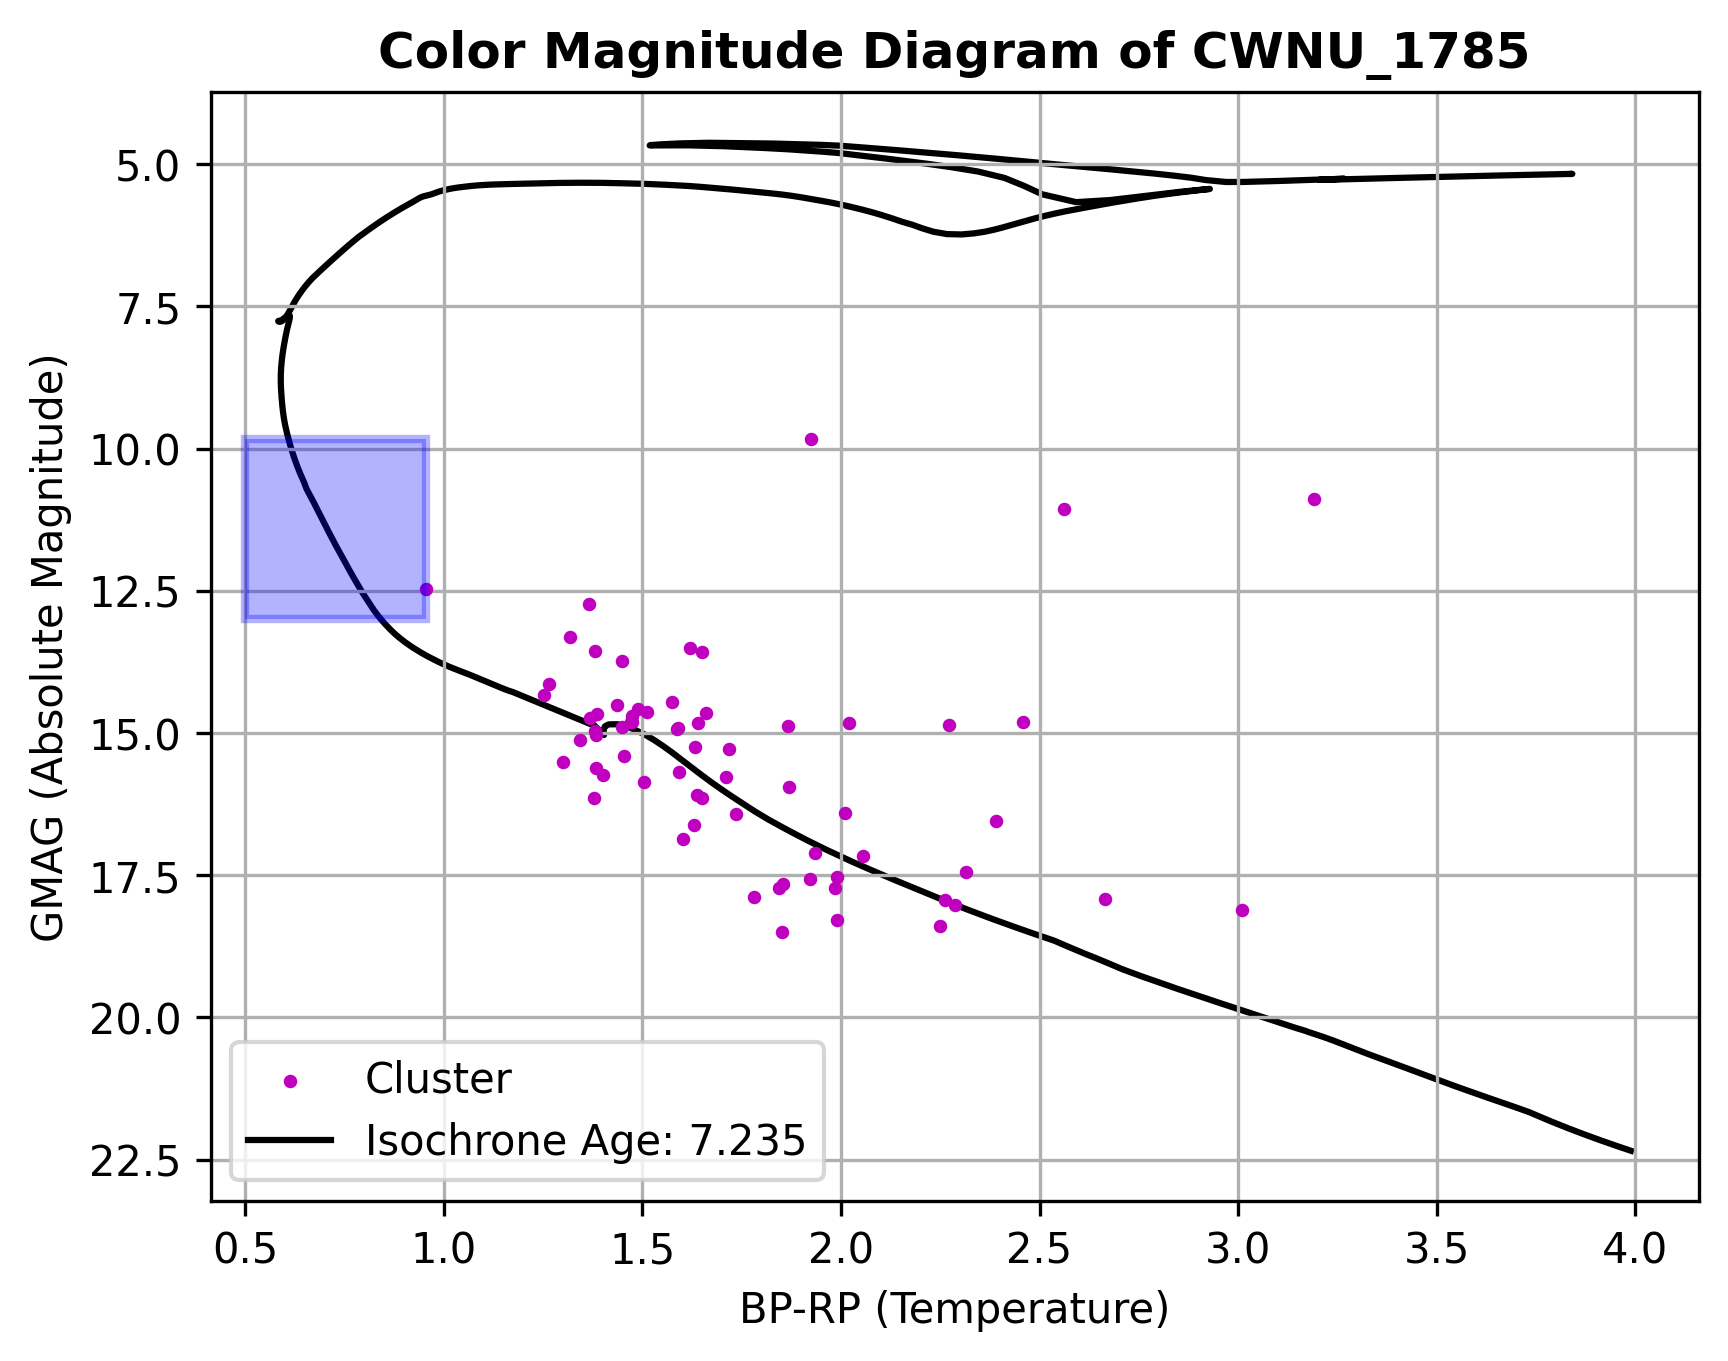 Color Magnitude Diagram of CWNU_1785
GMAG (Absolute Magnitude)
5.0
7.5
10.0
12.5
15.0
17.5
20.0
22.5
Cluster
Isochrone Age: 7.235
0.5 1.0 1.5 2.0 2.5 3.0 3.5 4.0
BP-RP (Temperature)